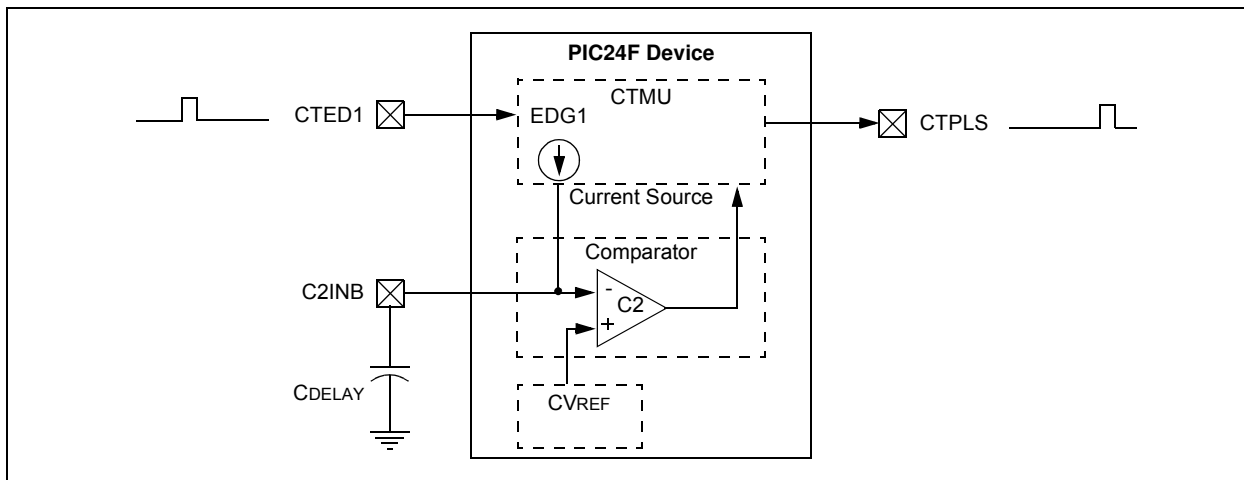 PIC24F Device
CTMU
CTED1
EDG1
CTPLS
Current Source
Comparator
C2INB
-
C2
+
CDELAY
CVREF